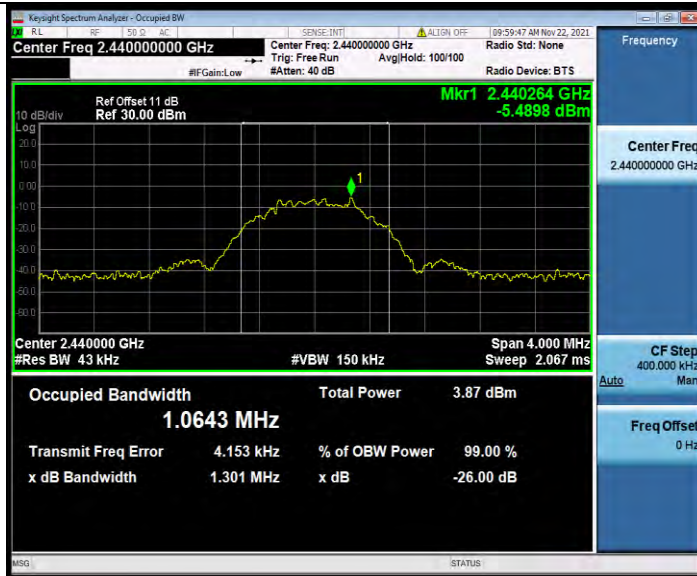 Keysight Spectrum Analyzer - Occupied BW
RL RF 50 Ω AC SENSE:INT ALIGN OFF 09:59:47 AM Nov 22, 2021
Center Freq 2.440000000 GHz Center Freq: 2.440000000 GHz Radio Std: None
Trig: Free Run Avg|Hold: 100/100
#IFGain:Low #Atten: 40 dB Radio Device: BTS
Frequency
Ref Offset 11 dB Mkr1 2.440264 GHz
10 dB/div Ref 30.00 dBm -5.4898 dBm
Log
20.0
10.0
0.00
-10.0
-20.0
-30.0
-40.0
-50.0
-60.0
1
Center 2.440000 GHz Span 4.000 MHz
#Res BW 43 kHz #VBW 150 kHz Sweep 2.067 ms
Occupied Bandwidth Total Power 3.87 dBm
1.0643 MHz
Transmit Freq Error 4.153 kHz % of OBW Power 99.00 %
x dB Bandwidth 1.301 MHz x dB -26.00 dB
Center Freq
2.440000000 GHz
CF Step
400.000 kHz
Auto Man
Freq Offset
0 Hz
MSG STATUS